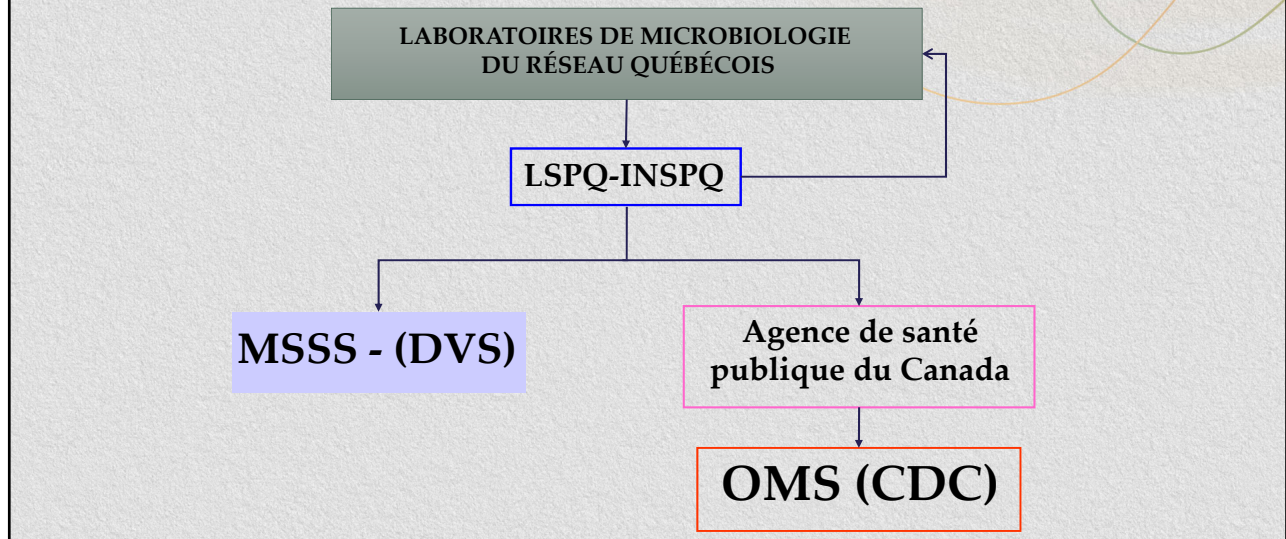 LABORATOIRES DE MICROBIOLOGIE
DU RÉSEAU QUÉBÉCOIS
LSPQ-INSPQ
MSSS - (DVS)
Agence de santé
publique du Canada
OMS (CDC)